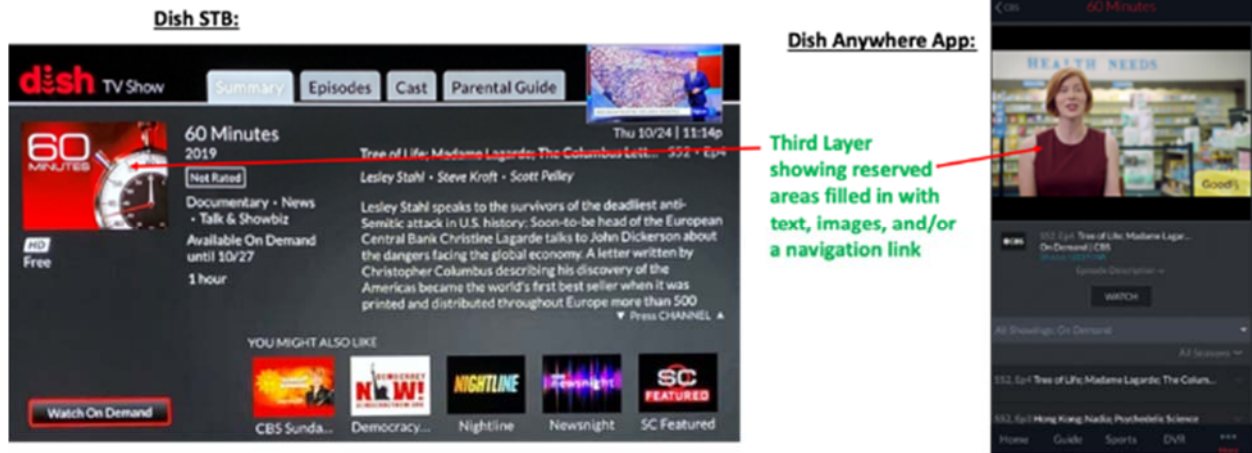 Dish STB:
dish TV Show
Summary
Episodes
Cast
Parental Guide
Thu 10/24 | 11:14p
60 MINUTES
HD
Free
60 Minutes
2019
Not Rated
Documentary • News
• Talk & Showbiz
Available On Demand
until 10/27
1 hour
Tree of Life; Madame Lagarde; The Columbus Lett... S52 • Ep4
Lesley Stahl • Steve Kroft • Scott Pelley
Lesley Stahl speaks to the survivors of the deadliest anti-
Semitic attack in U.S. history; Soon-to-be head of the European
Central Bank Christine Lagarde talks to John Dickerson about
the dangers facing the global economy. A letter written by
Christopher Columbus describing his discovery of the
Americas became the world's first best seller when it was
printed and distributed throughout Europe more than 500
▼ Press CHANNEL ▲
YOU MIGHT ALSO LIKE
DEMOCRACY
NOW!
NIGHTLINE
newsnight
SC
FEATURED
CBS Sunda...
Democracy...
Nightline
Newsnight
SC Featured
Watch On Demand
Third Layer
showing reserved
areas filled in with
text, images, and/or
a navigation link
Dish Anywhere App:
CBS
60 Minutes
HEALTH NEEDS
Good
CBS
S52, Ep4 Tree of Life; Madame Lagar...
On Demand | CBS
Episode Description
WATCH
All Showings: On Demand
All Seasons
S52, Ep4 Tree of Life; Madame Lagarde; The Colum...
S52, Ep3 Hong Kong; Nadia; Psychedelic Science
Home
Guide
Sports
DVR